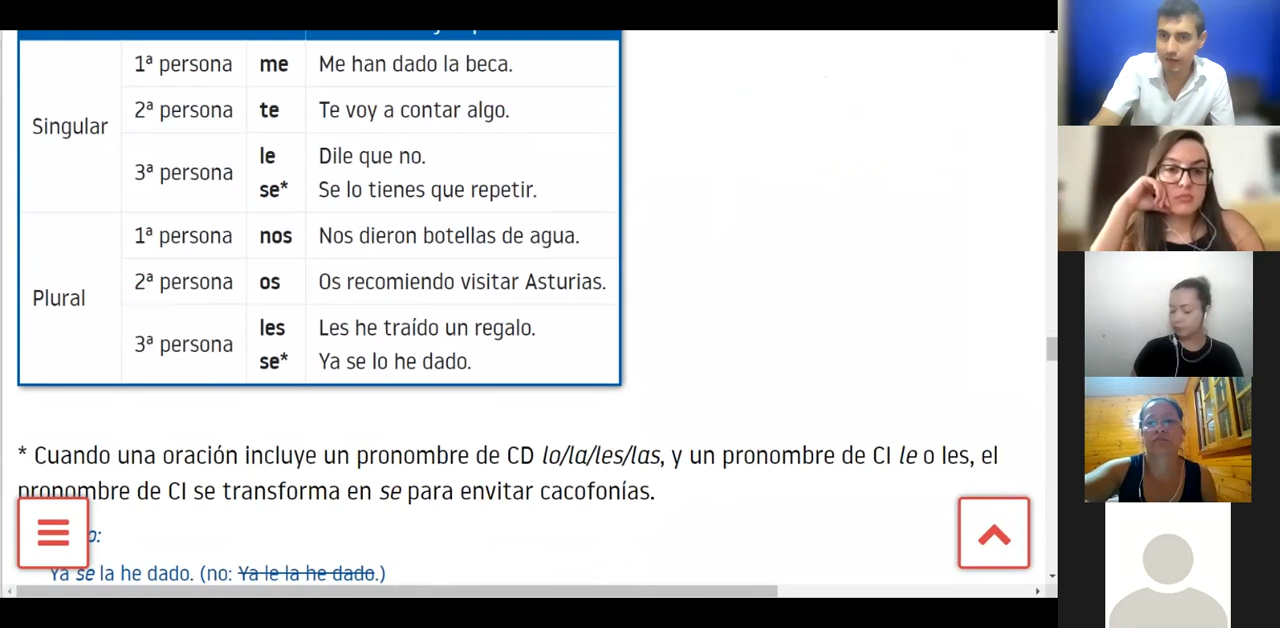 1ª persona me Me han dado la beca.
Singular 2ª persona te Te voy a contar algo.
3ª persona le Dile que no.
se* Se lo tienes que repetir.
1ª persona nos Nos dieron botellas de agua.
Plural 2ª persona os Os recomiendo visitar Asturias.
3ª persona les Les he traído un regalo.
se* Ya se lo he dado.
* Cuando una oración incluye un pronombre de CD lo/la/les/las, y un pronombre de CI le o les, el
pronombre de CI se transforma en se para envitar cacofonías.
Ya se la he dado. (no: Ya le la he dado.)